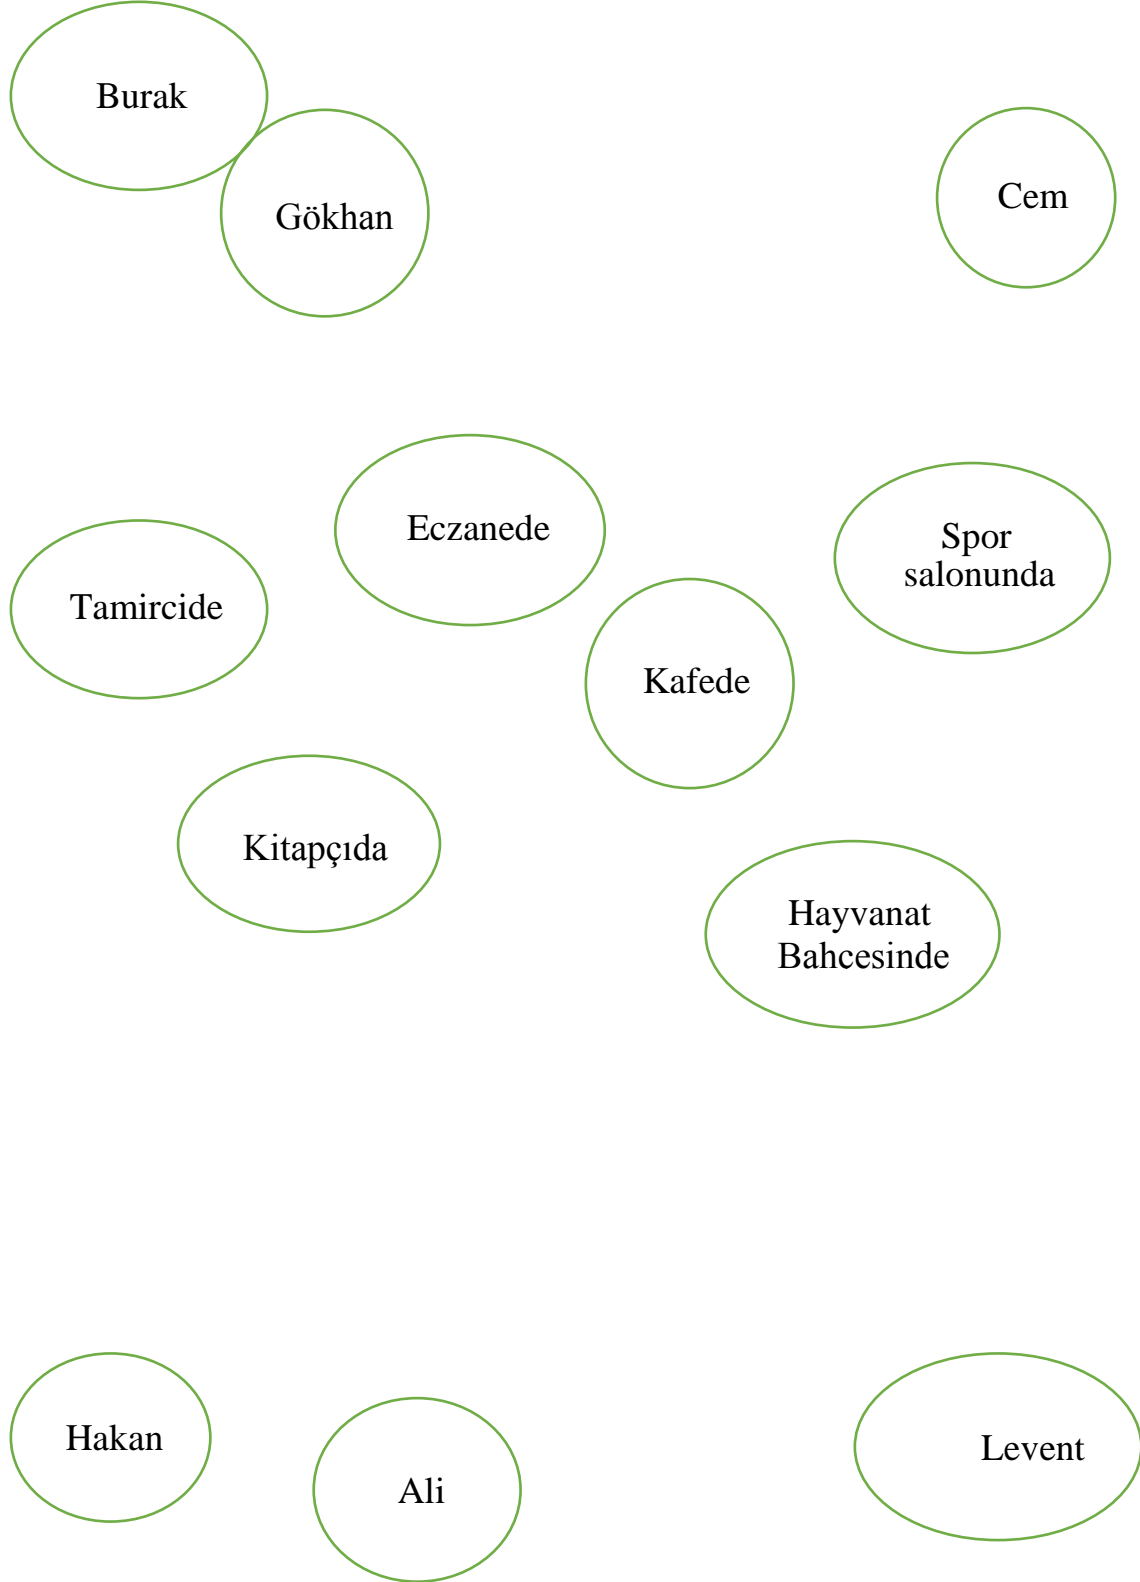 Burak
Gökhan
Cem
Eczanede
Spor
salonunda
Tamircide
Kafede
Kitapçıda
Hayvanat
Bahcesinde
Hakan
Ali
Levent